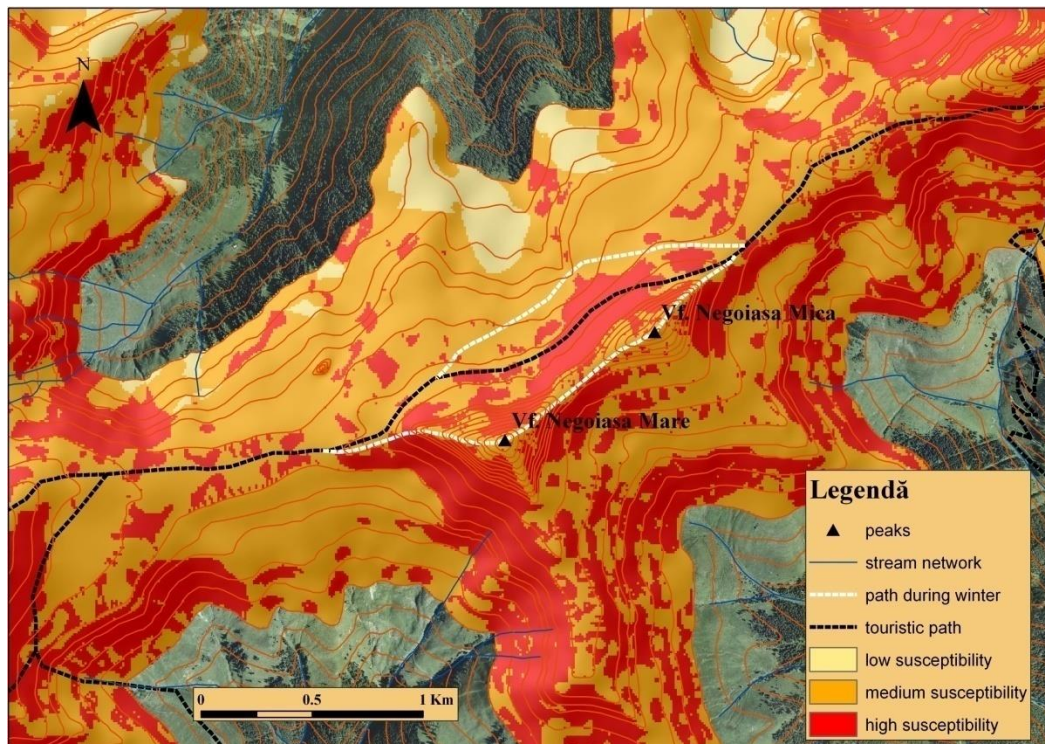 N
Vf. Negoiasa Mica
Vf. Negoiasa Mare
Legendă
peaks
stream network
path during winter
touristic path
low susceptibility
medium susceptibility
high susceptibility
0 0.5 1 Km